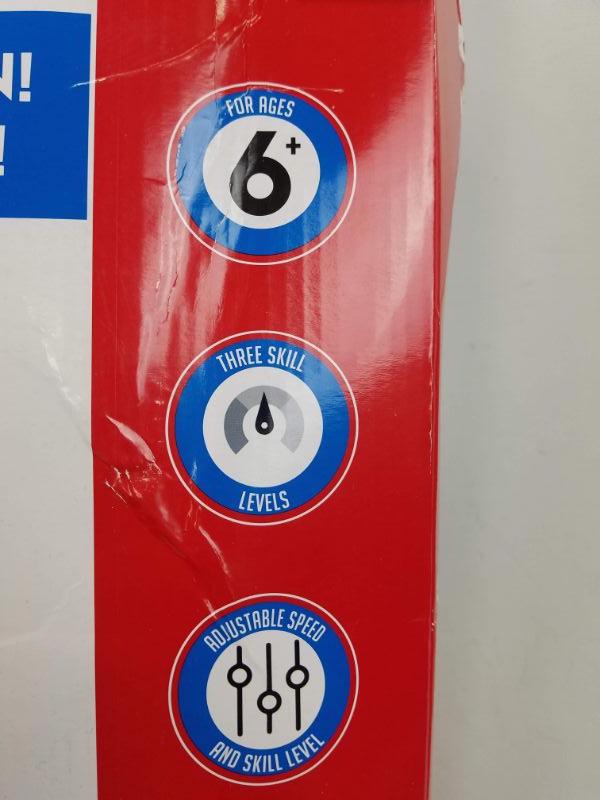 N!
!
FOR AGES
6+
THREE SKILL
LEVELS
ADJUSTABLE SPEED
AND SKILL LEVEL